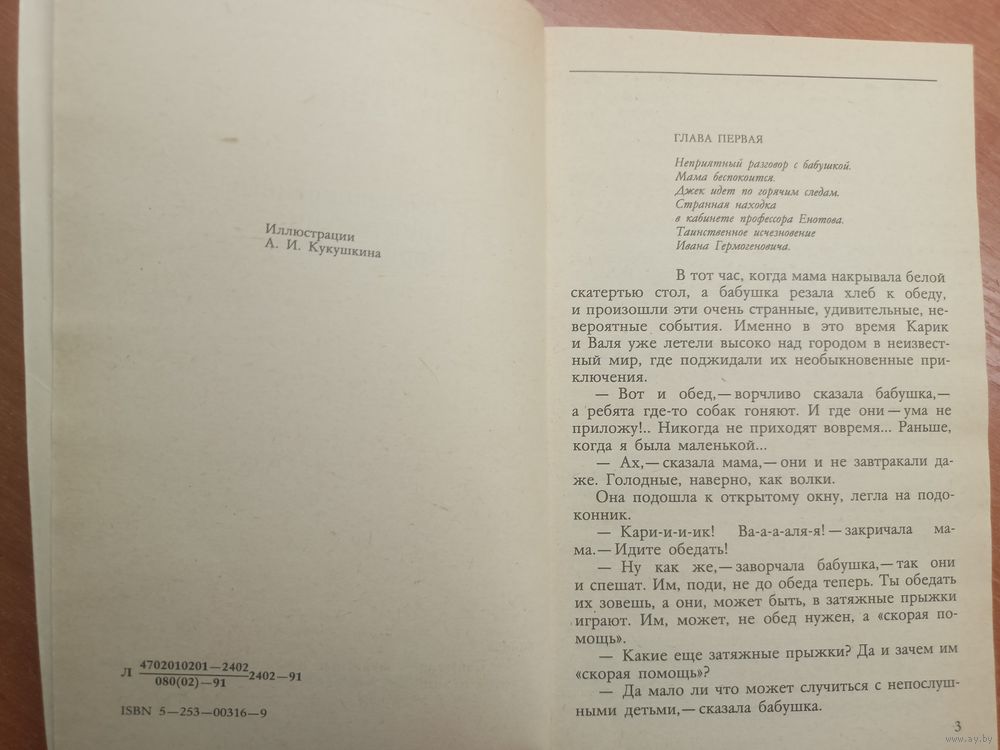 Иллюстрации
А. И. Кукушкина
Л 4702010201—2402 2402—91
080(02)—91
ISBN 5—253—00316—9
ГЛАВА ПЕРВАЯ
Неприятный разговор с бабушкой.
Мама беспокоится.
Джек идет по горячим следам.
Странная находка
в кабинете профессора Енотова.
Таинственное исчезновение
Ивана Гермогеновича.
В тот час, когда мама накрывала белой
скатертью стол, а бабушка резала хлеб к обеду,
и произошли эти очень странные, удивительные, не-
вероятные события. Именно в это время Карик
и Валя уже летели высоко над городом в неизвест-
ный мир, где поджидали их необыкновенные при-
ключения.
— Вот и обед,— ворчливо сказала бабушка,—
а ребята где-то собак гоняют. И где они — ума не
приложу!.. Никогда не приходят вовремя... Раньше,
когда я была маленькой...
— Ах,— сказала мама,— они и не завтракали да-
же. Голодные, наверно, как волки.
Она подошла к открытому окну, легла на подо-
конник.
— Кари-и-и-ик! Ва-а-а-аля-я! — закричала ма-
ма.— Идите обедать!
— Ну как же,— заворчала бабушка,— так они
и спешат. Им, поди, не до обеда теперь. Ты обедать
их зовешь, а они, может быть, в затяжные прыжки
играют. Им, может, не обед нужен, а «скорая по-
мощь».
— Какие еще затяжные прыжки? Да и зачем им
«скорая помощь»?
— Да мало ли что может случиться с непослуш-
ными детьми,— сказала бабушка.
3
www.ay.by